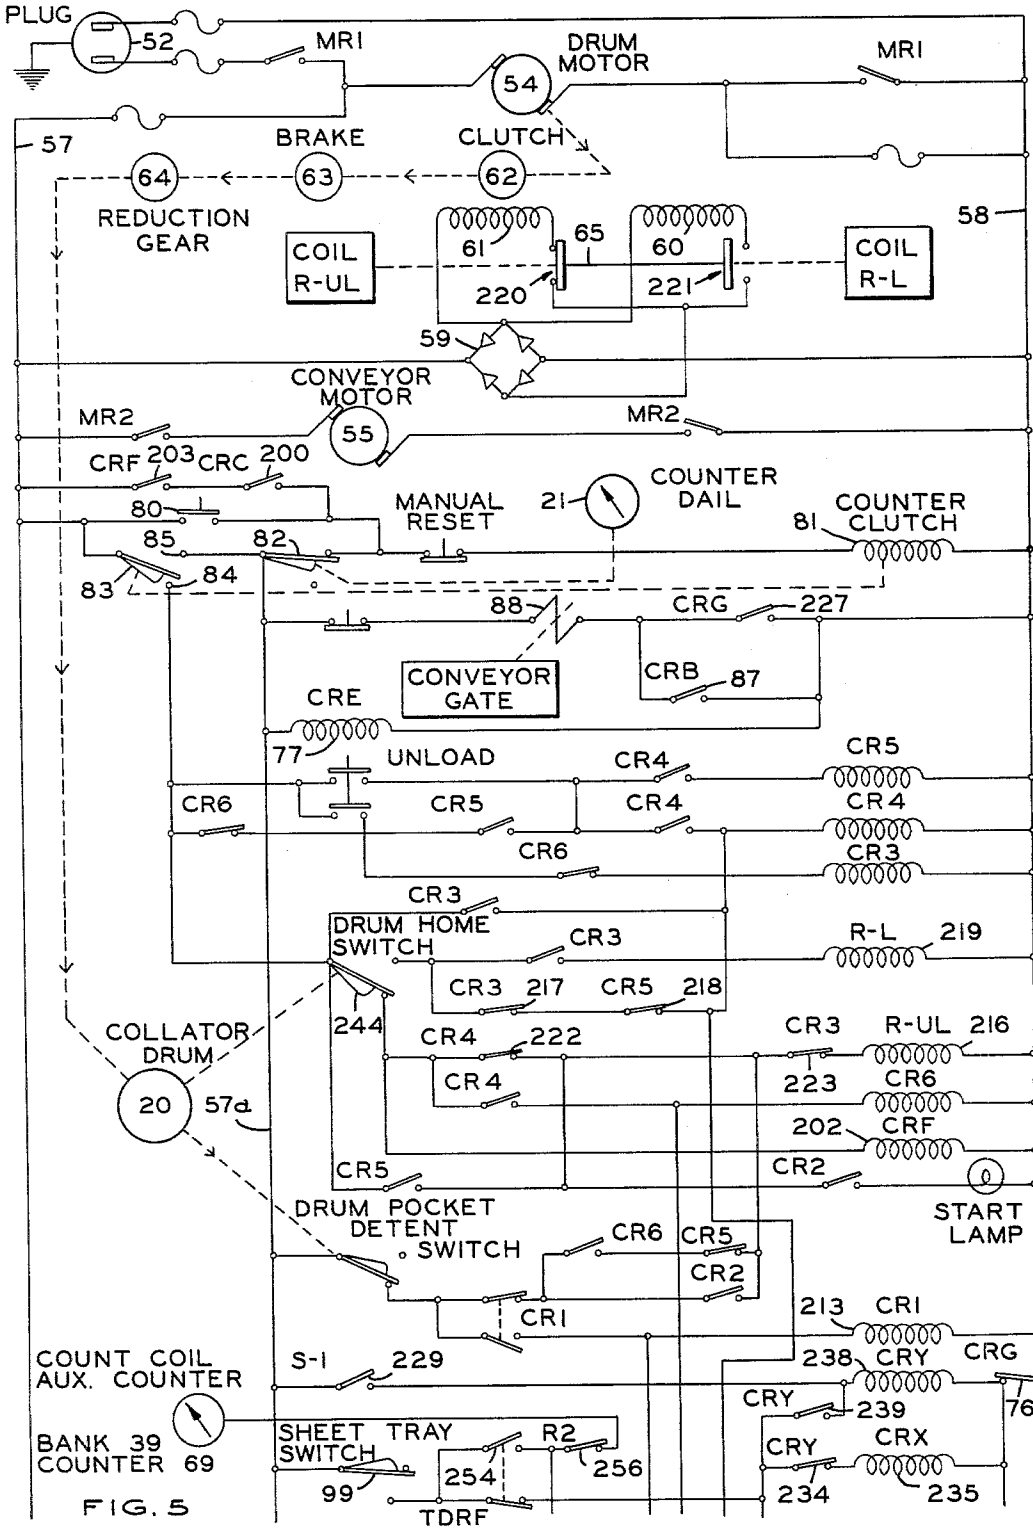 PLUG
52
MR1
DRUM
MOTOR
54
MR1
57
BRAKE
CLUTCH
64
63
62
58
REDUCTION
GEAR
COIL
R-UL
61
65
60
COIL
R-L
220
221
59
CONVEYOR
MOTOR
MR2
55
MR2
CRF 203 CRC 200
80
21
COUNTER
DAIL
MANUAL
RESET
COUNTER
CLUTCH
81
85
82
83
84
88
CRG
227
CONVEYOR
GATE
CRB
87
CRE
77
UNLOAD
CR4
CR5
CR6
CR5
CR4
CR4
CR6
CR3
CR3
DRUM HOME
SWITCH
CR3
R-L
219
CR3
217
CR5
218
244
COLLATOR
DRUM
CR4
222
CR3
R-UL
216
CR4
223
CR6
20
57a
202
CRF
CR5
CR2
DRUM POCKET
DETENT
SWITCH
START
LAMP
CR6
CR5
CR2
CR1
213
CR1
COUNT COIL
AUX. COUNTER
S-1
229
238
CRY
CRG
76
CRY
239
BANK 39
COUNTER 69
SHEET TRAY
SWITCH
R2
CRY
CRX
99
254
256
234
235
FIG. 5
TDRF